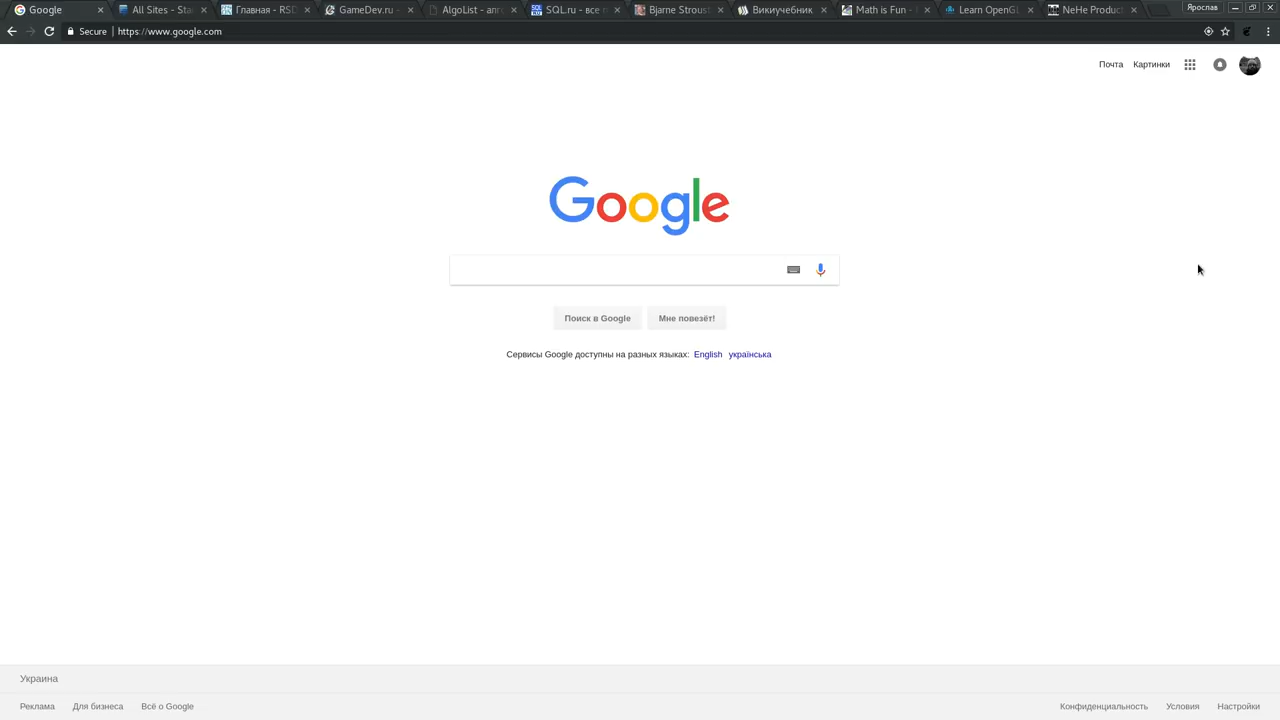 Google
All Sites - Sta
Главная - RSD
GameDev.ru -
AlgoList - алг
SQL.ru - все п
Bjarne Stroust
Викиучебник
Math is Fun -
Learn OpenGL
NeHe Product
Ярослав
Secure https://www.google.com
Почта Картинки
Google
Поиск в Google Мне повезёт!
Сервисы Google доступны на разных языках: English українська
Украина
Реклама Для бизнеса Всё о Google Конфиденциальность Условия Настройки